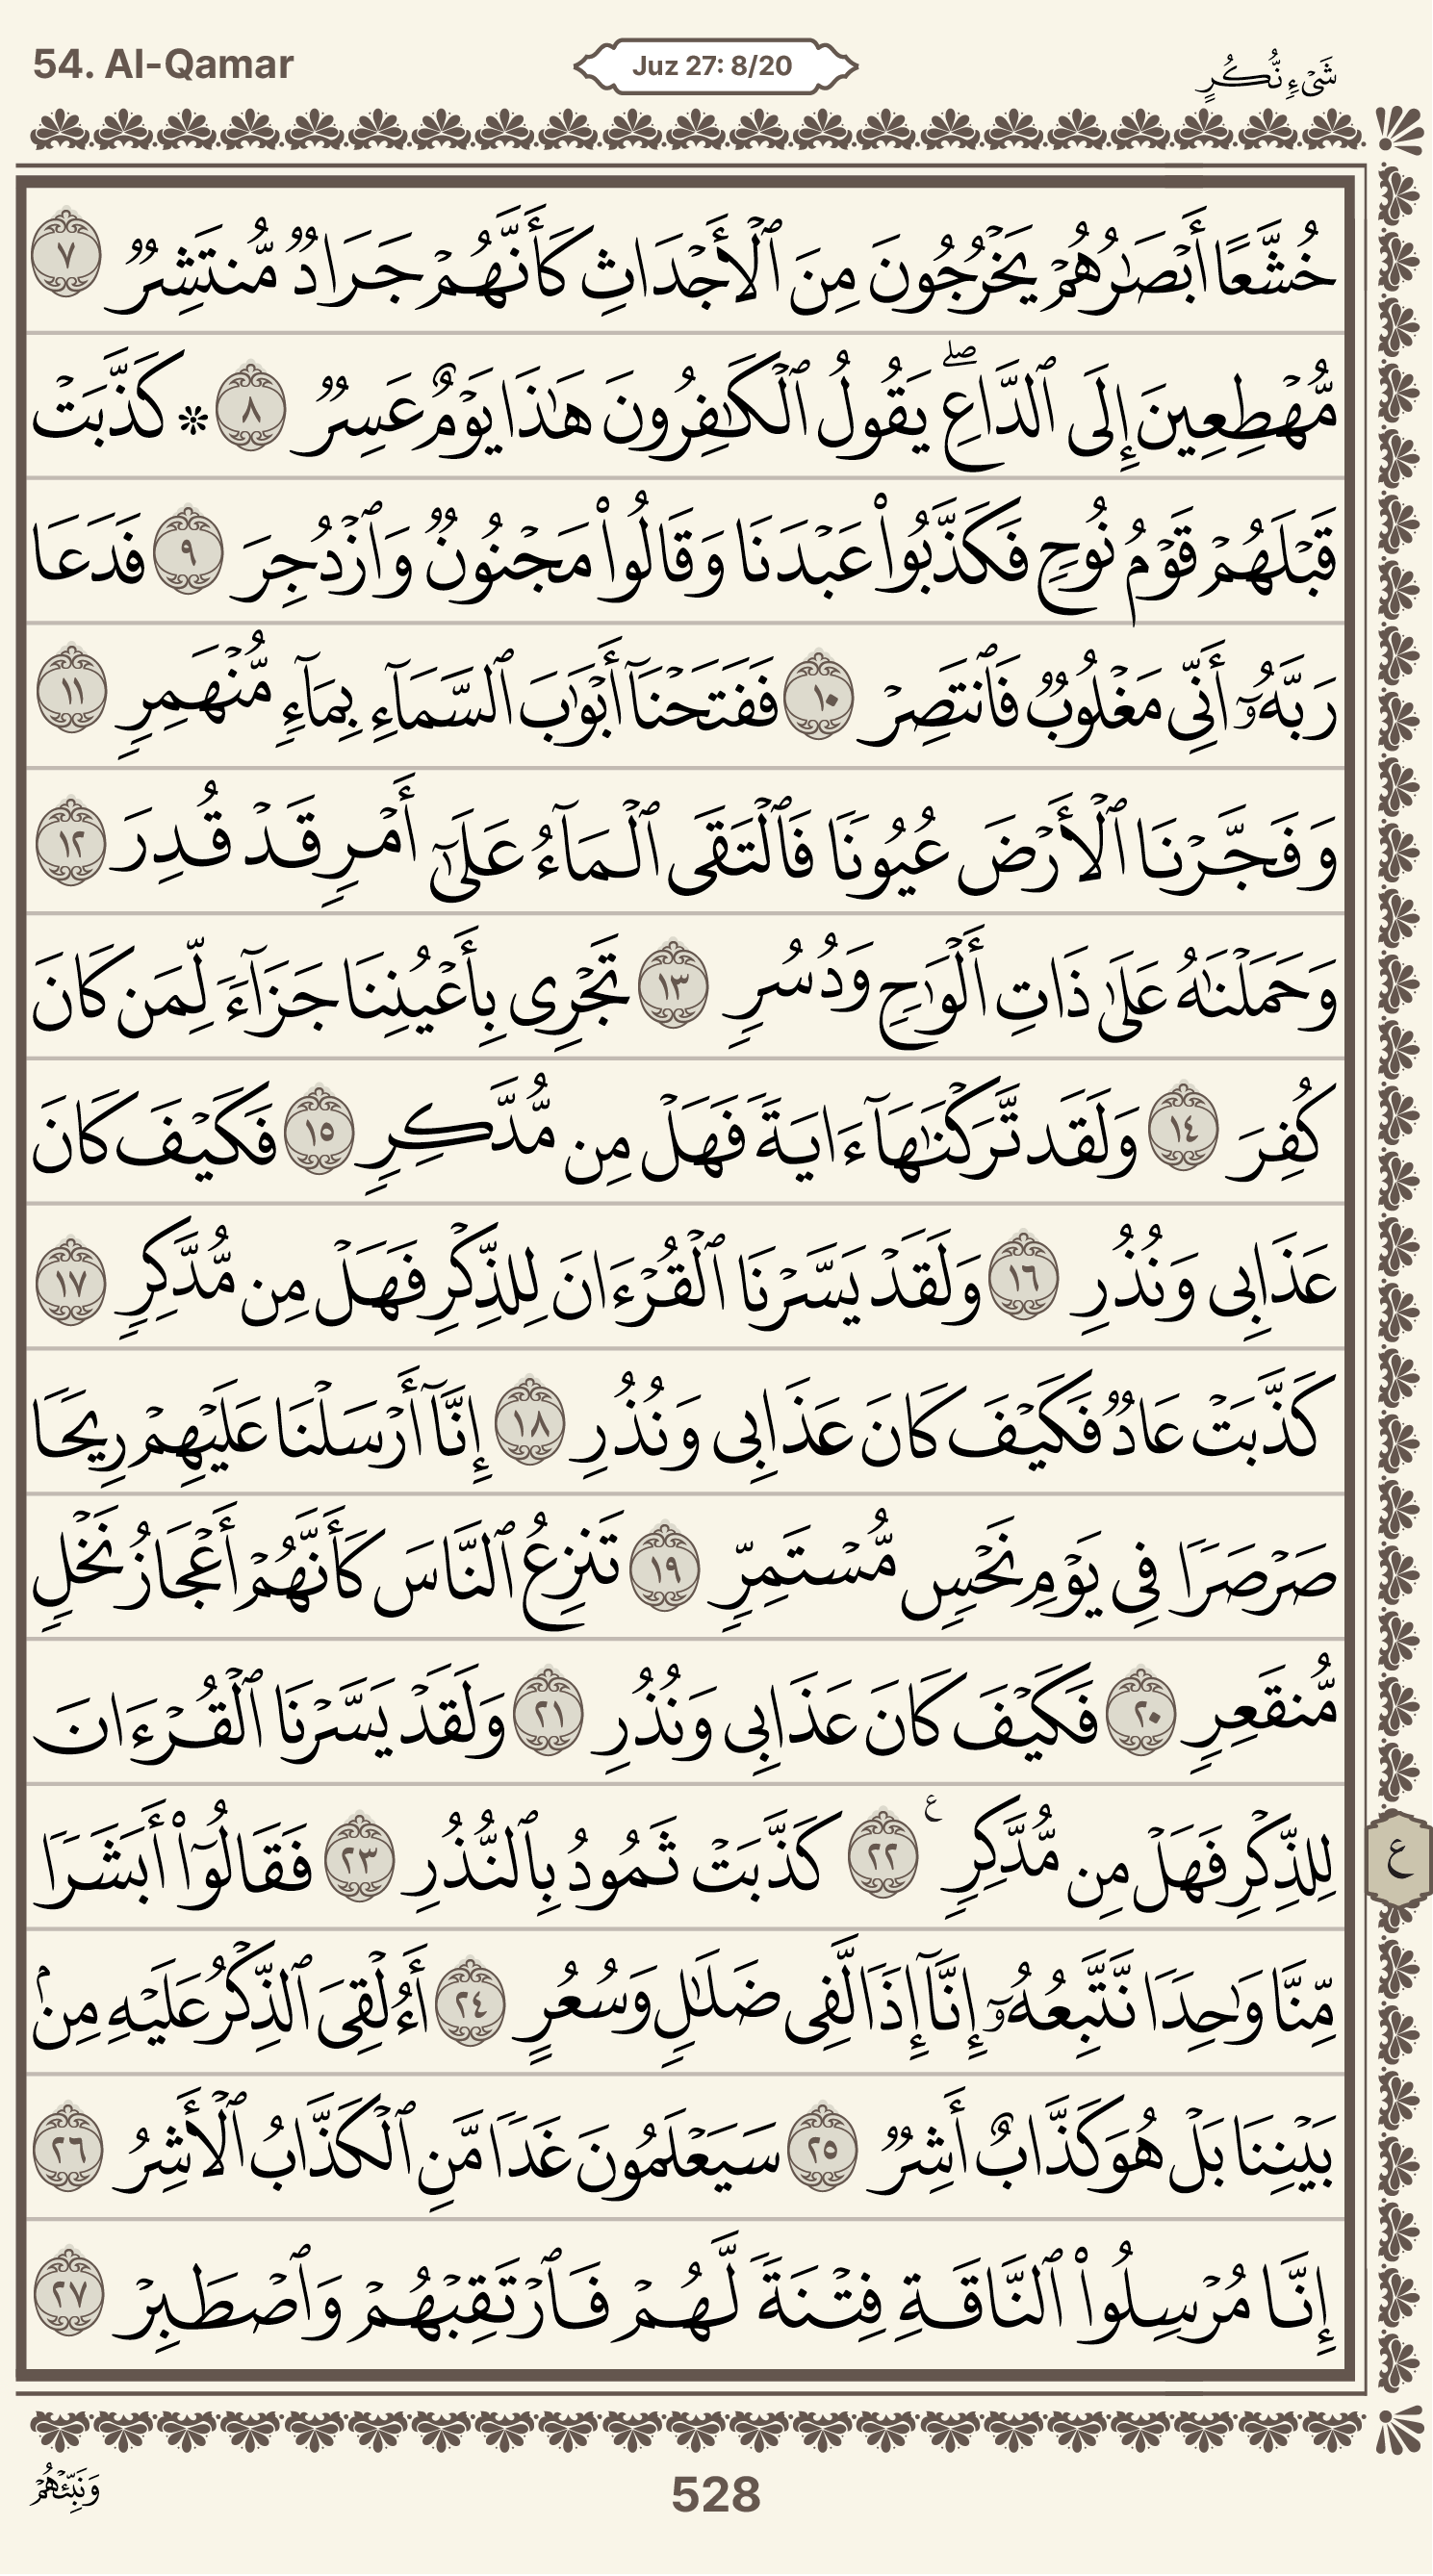 54. Al-Qamar
Juz 27: 8/20
شَىْءٍ نُّكُرٍ
خُشَّعًا أَبْصَٰرُهُمْ يَخْرُجُونَ مِنَ ٱلْأَجْدَاثِ كَأَنَّهُمْ جَرَادٌ مُّنتَشِرٌ ٧
مُّهْطِعِينَ إِلَى ٱلدَّاعِ ۖ يَقُولُ ٱلْكَٰفِرُونَ هَٰذَا يَوْمٌ عَسِرٌ ٨ ۞ كَذَّبَتْ
قَبْلَهُمْ قَوْمُ نُوحٍ فَكَذَّبُوا۟ عَبْدَنَا وَقَالُوا۟ مَجْنُونٌ وَٱزْدُجِرَ ٩ فَدَعَا
رَبَّهُۥٓ أَنِّى مَغْلُوبٌ فَٱنتَصِرْ ١٠ فَفَتَحْنَآ أَبْوَٰبَ ٱلسَّمَآءِ بِمَآءٍ مُّنْهَمِرٍ ١١
وَفَجَّرْنَا ٱلْأَرْضَ عُيُونًا فَٱلْتَقَى ٱلْمَآءُ عَلَىٰٓ أَمْرٍ قَدْ قُدِرَ ١٢
وَحَمَلْنَٰهُ عَلَىٰ ذَاتِ أَلْوَٰحٍ وَدُسُرٍ ١٣ تَجْرِى بِأَعْيُنِنَا جَزَآءً لِّمَن كَانَ
كُفِرَ ١٤ وَلَقَد تَّرَكْنَٰهَآ ءَايَةً فَهَلْ مِن مُّدَّكِرٍ ١٥ فَكَيْفَ كَانَ
عَذَابِى وَنُذُرِ ١٦ وَلَقَدْ يَسَّرْنَا ٱلْقُرْءَانَ لِلذِّكْرِ فَهَلْ مِن مُّدَّكِرٍ ١٧
كَذَّبَتْ عَادٌ فَكَيْفَ كَانَ عَذَابِى وَنُذُرِ ١٨ إِنَّآ أَرْسَلْنَا عَلَيْهِمْ رِيحًا
صَرْصَرًا فِى يَوْمِ نَحْسٍ مُّسْتَمِرٍّ ١٩ تَنزِعُ ٱلنَّاسَ كَأَنَّهُمْ أَعْجَازُ نَخْلٍ
مُّنقَعِرٍ ٢٠ فَكَيْفَ كَانَ عَذَابِى وَنُذُرِ ٢١ وَلَقَدْ يَسَّرْنَا ٱلْقُرْءَانَ
لِلذِّكْرِ فَهَلْ مِن مُّدَّكِرٍ ع ٢٢ كَذَّبَتْ ثَمُودُ بِٱلنُّذُرِ ٢٣ فَقَالُوٓا۟ أَبَشَرًا
ع
مِّنَّا وَٰحِدًا نَّتَّبِعُهُۥٓ إِنَّآ إِذًا لَّفِى ضَلَٰلٍ وَسُعُرٍ ٢٤ أَءُلْقِىَ ٱلذِّكْرُ عَلَيْهِ مِنۢ
بَيْنِنَا بَلْ هُوَ كَذَّابٌ أَشِرٌ ٢٥ سَيَعْلَمُونَ غَدًا مَّنِ ٱلْكَذَّابُ ٱلْأَشِرُ ٢٦
إِنَّا مُرْسِلُوا۟ ٱلنَّاقَةِ فِتْنَةً لَّهُمْ فَٱرْتَقِبْهُمْ وَٱصْطَبِرْ ٢٧
وَنَبِّئْهُمْ
528